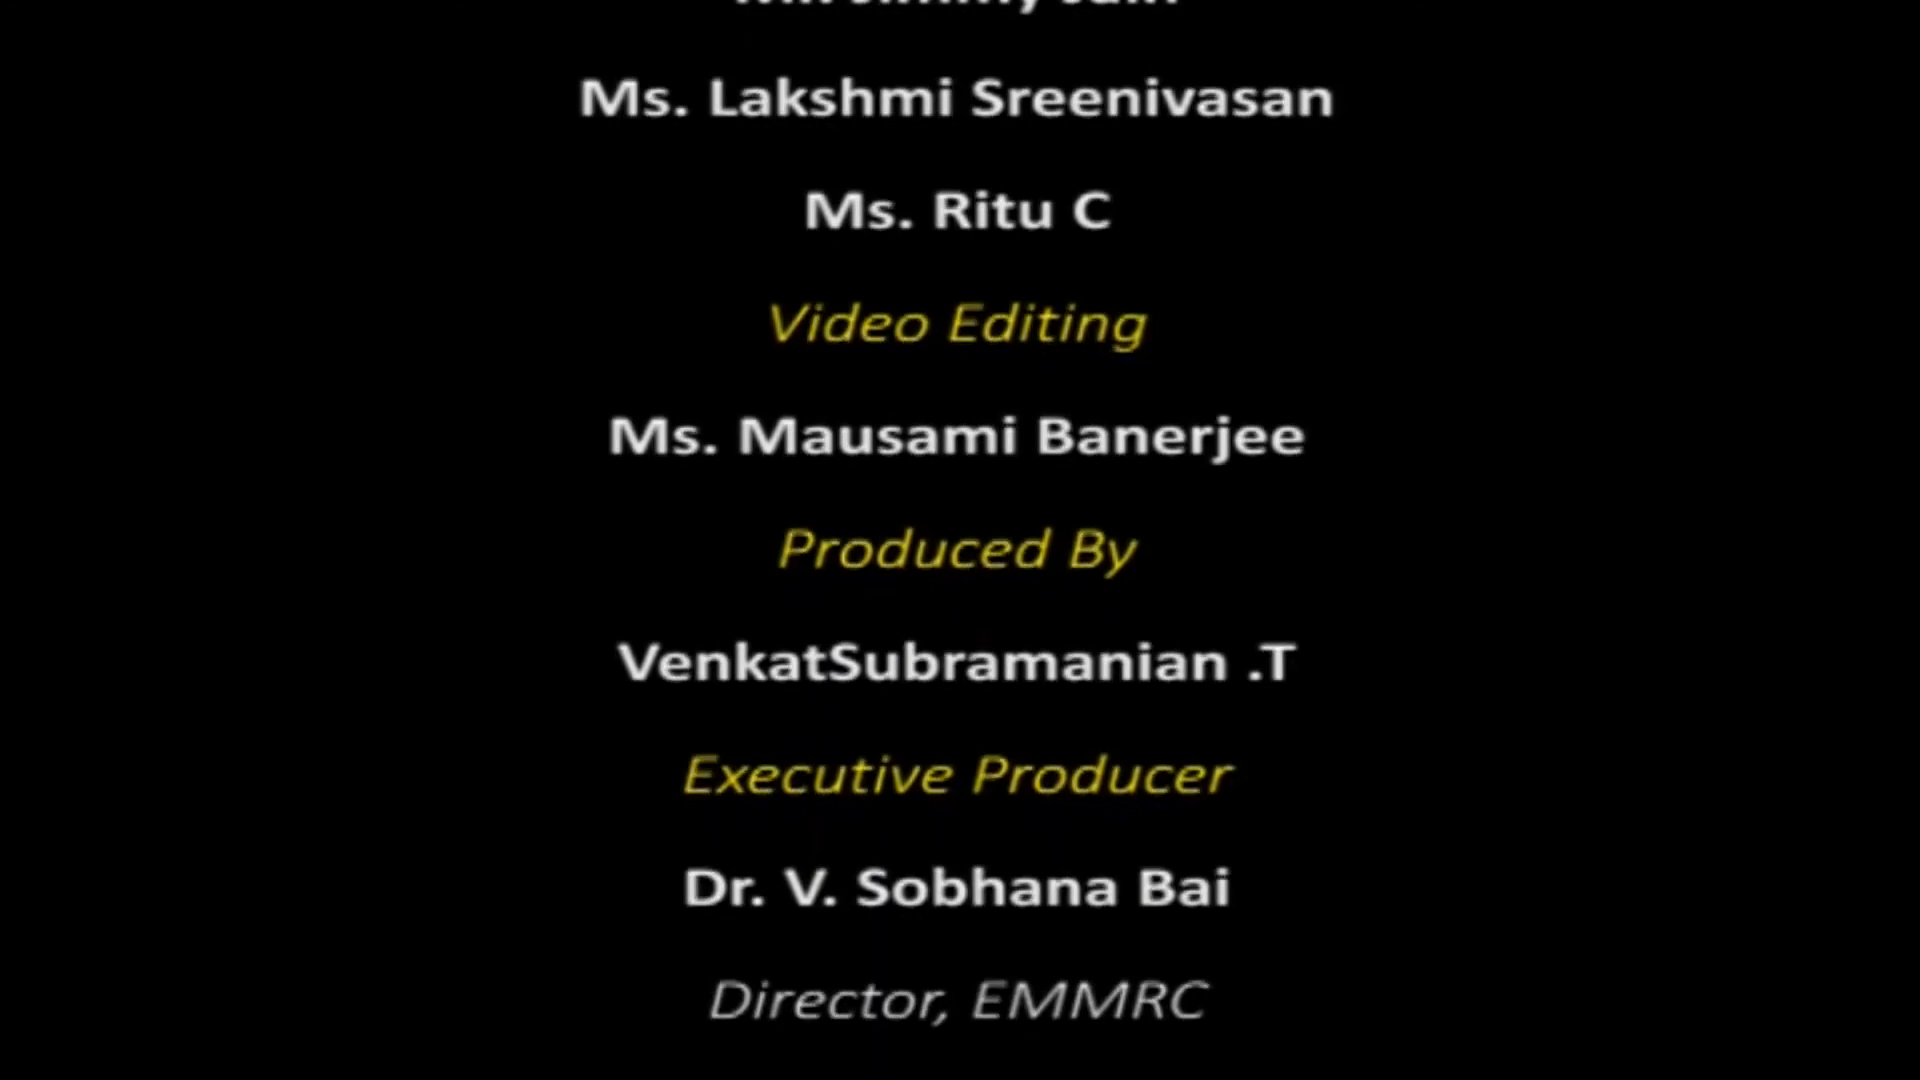 Ms. Lakshmi Sreenivasan
Ms. Ritu C
Video Editing
Ms. Mausami Banerjee
Produced By
VenkatSubramanian .T
Executive Producer
Dr. V. Sobhana Bai
Director, EMMRC